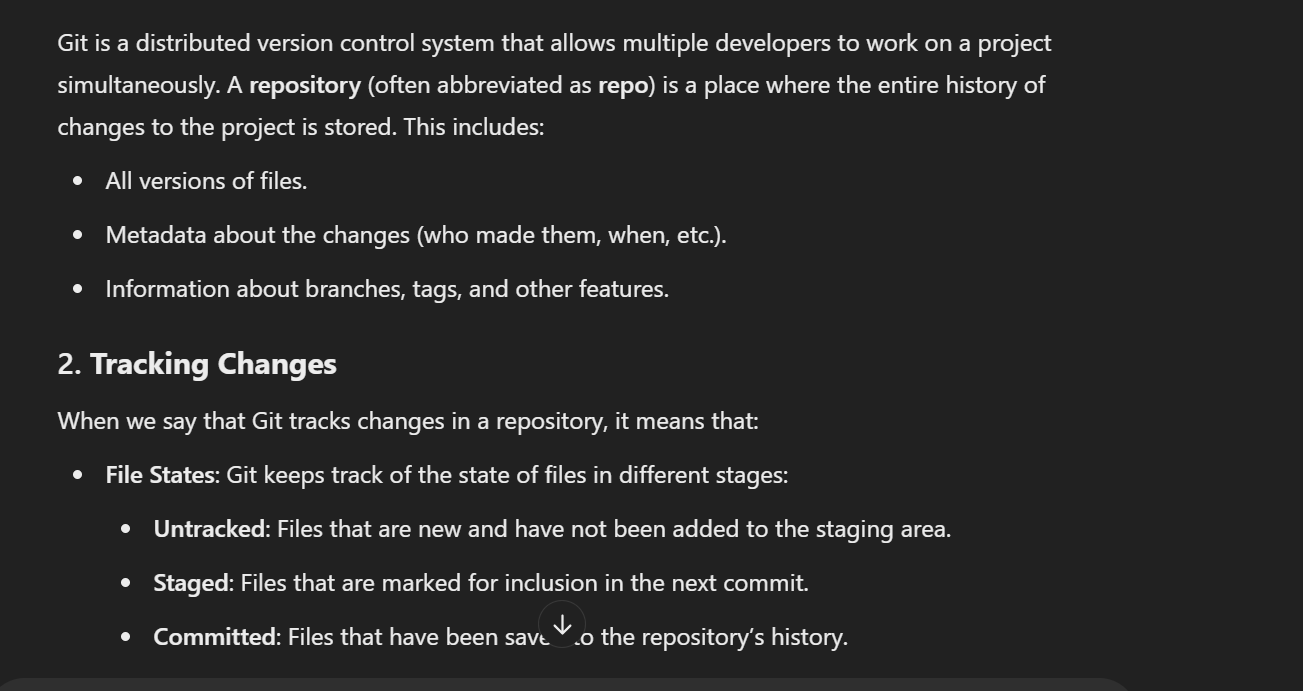 Git is a distributed version control system that allows multiple developers to work on a project
simultaneously. A repository (often abbreviated as repo) is a place where the entire history of
changes to the project is stored. This includes:
All versions of files.
Metadata about the changes (who made them, when, etc.).
Information about branches, tags, and other features.
2. Tracking Changes
When we say that Git tracks changes in a repository, it means that:
File States: Git keeps track of the state of files in different stages:
Untracked: Files that are new and have not been added to the staging area.
Staged: Files that are marked for inclusion in the next commit.
Committed: Files that have been the repository’s history.